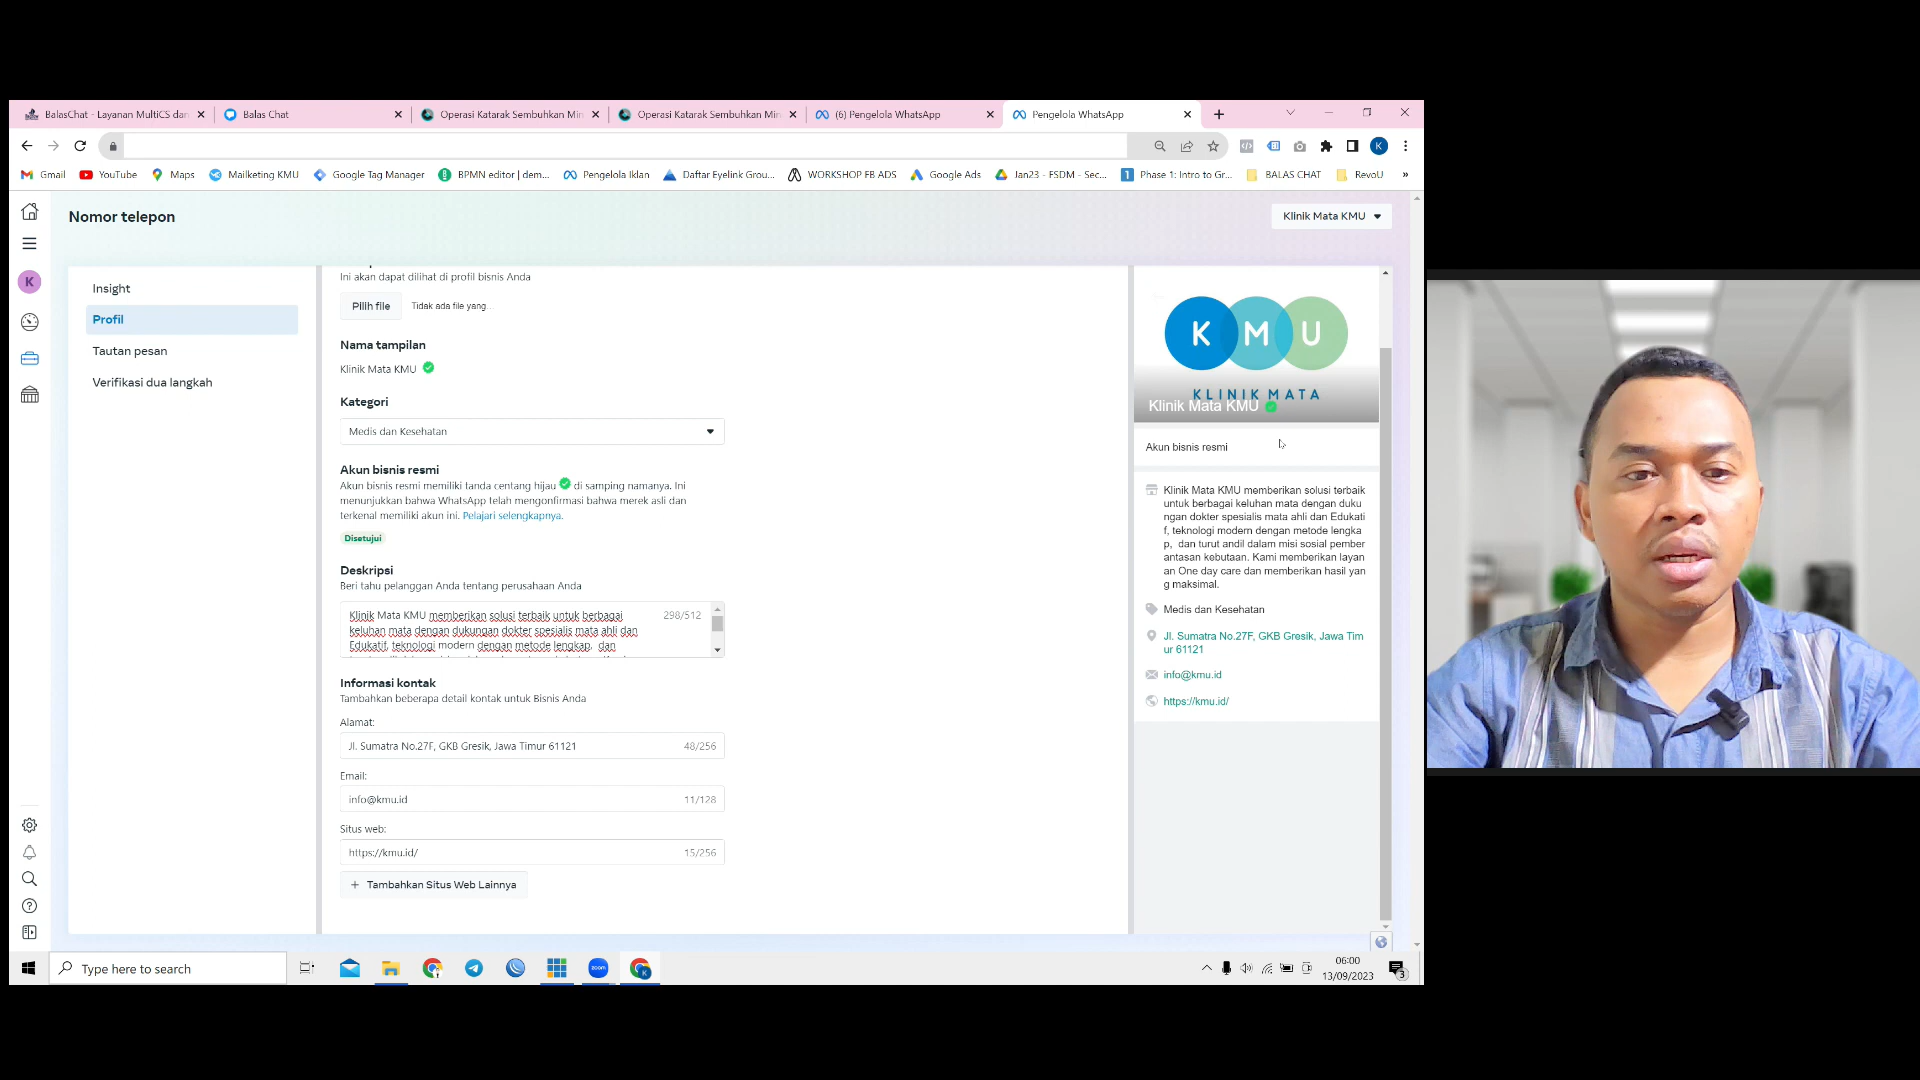 BalasChat - Layanan MultiCS dan
Balas Chat
Operasi Katarak Sembuhkan Min
Operasi Katarak Sembuhkan Min
(6) Pengelola WhatsApp
Pengelola WhatsApp
K
Gmail
YouTube
Maps
Mailketing KMU
Google Tag Manager
BPMN editor | dem...
Pengelola Iklan
Daftar Eyelink Grou...
WORKSHOP FB ADS
Google Ads
Jan23 - FSDM - Sec...
1 Phase 1: Intro to Gr...
BALAS CHAT
RevoU
»
Nomor telepon
Klinik Mata KMU
K
Insight
Profil
Tautan pesan
Verifikasi dua langkah
Ini akan dapat dilihat di profil bisnis Anda
Pilih file
Tidak ada file yang...
Nama tampilan
Klinik Mata KMU
Kategori
Medis dan Kesehatan
Akun bisnis resmi
Akun bisnis resmi memiliki tanda centang hijau di samping namanya. Ini
menunjukkan bahwa WhatsApp telah mengonfirmasi bahwa merek asli dan
terkenal memiliki akun ini. Pelajari selengkapnya.
Disetujui
Deskripsi
Beri tahu pelanggan Anda tentang perusahaan Anda
Klinik Mata KMU memberikan solusi terbaik untuk berbagai
298/512
keluhan mata dengan dukungan dokter spesialis mata ahli dan
Edukatif, teknologi modern dengan metode lengkap, dan
Informasi kontak
Tambahkan beberapa detail kontak untuk Bisnis Anda
Alamat:
Jl. Sumatra No.27F, GKB Gresik, Jawa Timur 61121
48/256
Email:
info@kmu.id
11/128
Situs web:
https://kmu.id/
15/256
+ Tambahkan Situs Web Lainnya
K M U
KLINIK MATA
Klinik Mata KMU
Akun bisnis resmi
Klinik Mata KMU memberikan solusi terbaik
untuk berbagai keluhan mata dengan duku
ngan dokter spesialis mata ahli dan Edukati
f, teknologi modern dengan metode lengka
p, dan turut andil dalam misi sosial pember
antasan kebutaan. Kami memberikan layan
an One day care dan memberikan hasil yan
g maksimal.
Medis dan Kesehatan
Jl. Sumatra No.27F, GKB Gresik, Jawa Tim
ur 61121
info@kmu.id
https://kmu.id/
Type here to search
zoom
K
06:00
13/09/2023
3